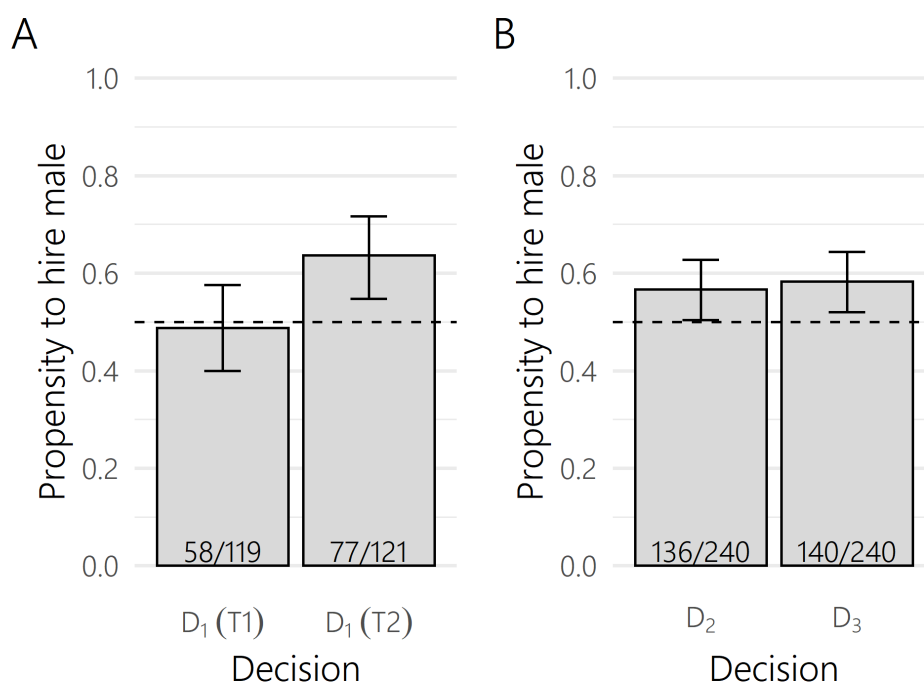 A
Propensity to hire male
1.0
0.8
0.6
0.4
0.2
0.0
58/119
77/121
D₁ (T1)
D₁ (T2)
Decision
B
Propensity to hire male
1.0
0.8
0.6
0.4
0.2
0.0
136/240
140/240
D₂
D₃
Decision